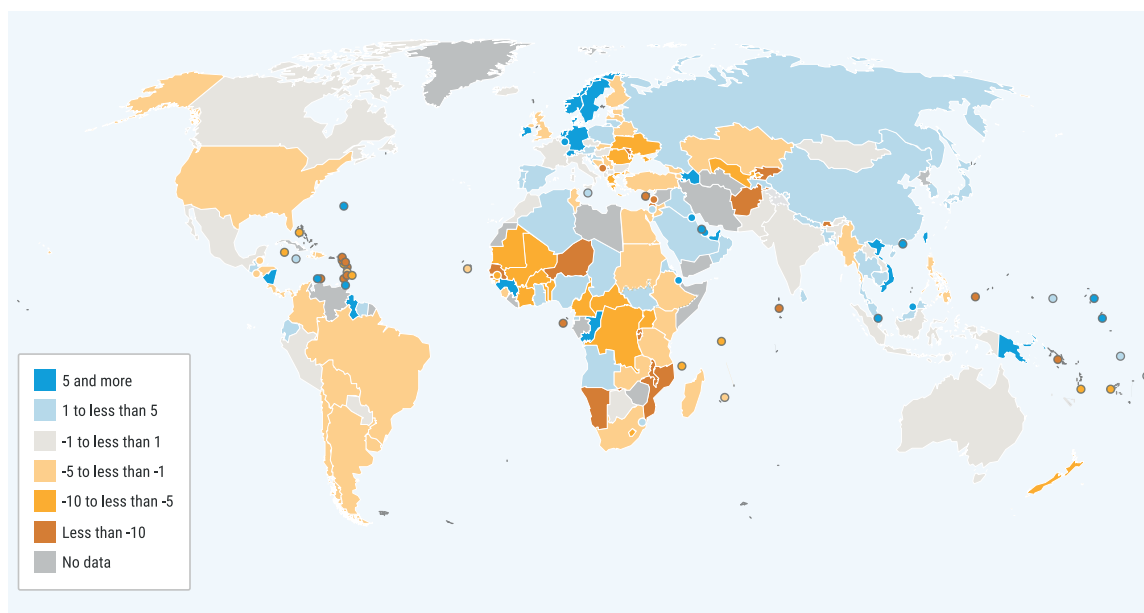 5 and more
1 to less than 5
-1 to less than 1
-5 to less than -1
-10 to less than -5
Less than -10
No data